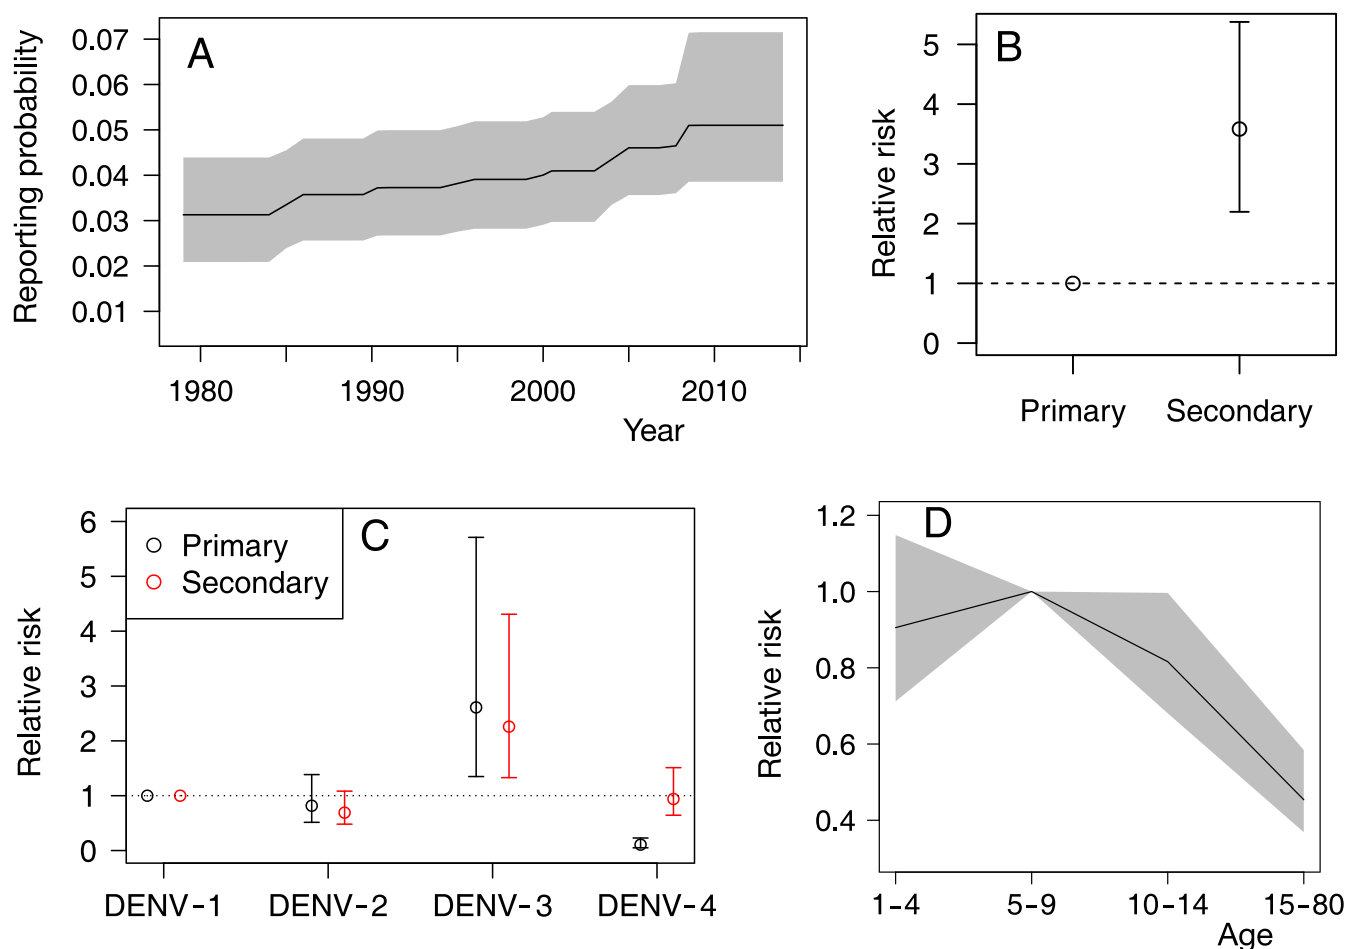 A
Reporting probability
0.07
0.06
0.05
0.04
0.03
0.02
0.01
1980 1990 2000 2010
Year
B
Relative risk
5
4
3
2
1
0
Primary Secondary
C
Primary
Secondary
Relative risk
6
5
4
3
2
1
0
DENV-1 DENV-2 DENV-3 DENV-4
D
Relative risk
1.2
1.0
0.8
0.6
0.4
1-4 5-9 10-14 15-80
Age